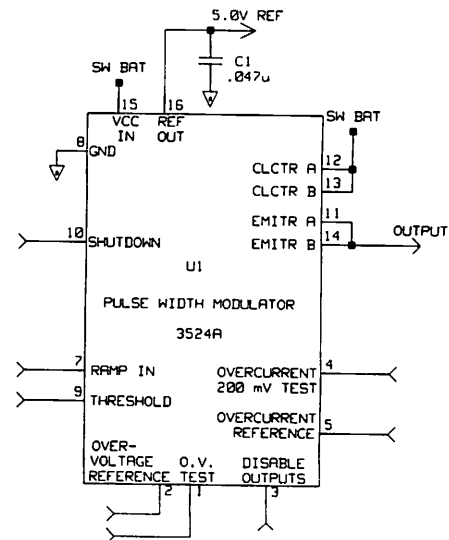 5.0V REF
C1
.047u
SW BAT
15
16
VCC IN
REF OUT
SW BAT
8
GND
CLCTR A
12
CLCTR B
13
EMITR A
11
EMITR B
14
OUTPUT
10
SHUTDOWN
U1
PULSE WIDTH MODULATOR
3524A
7
RAMP IN
OVERCURRENT
200 mV TEST
4
9
THRESHOLD
OVERCURRENT
REFERENCE
5
OVER-
VOLTAGE
REFERENCE
O.V.
TEST
DISABLE
OUTPUTS
2
1
3